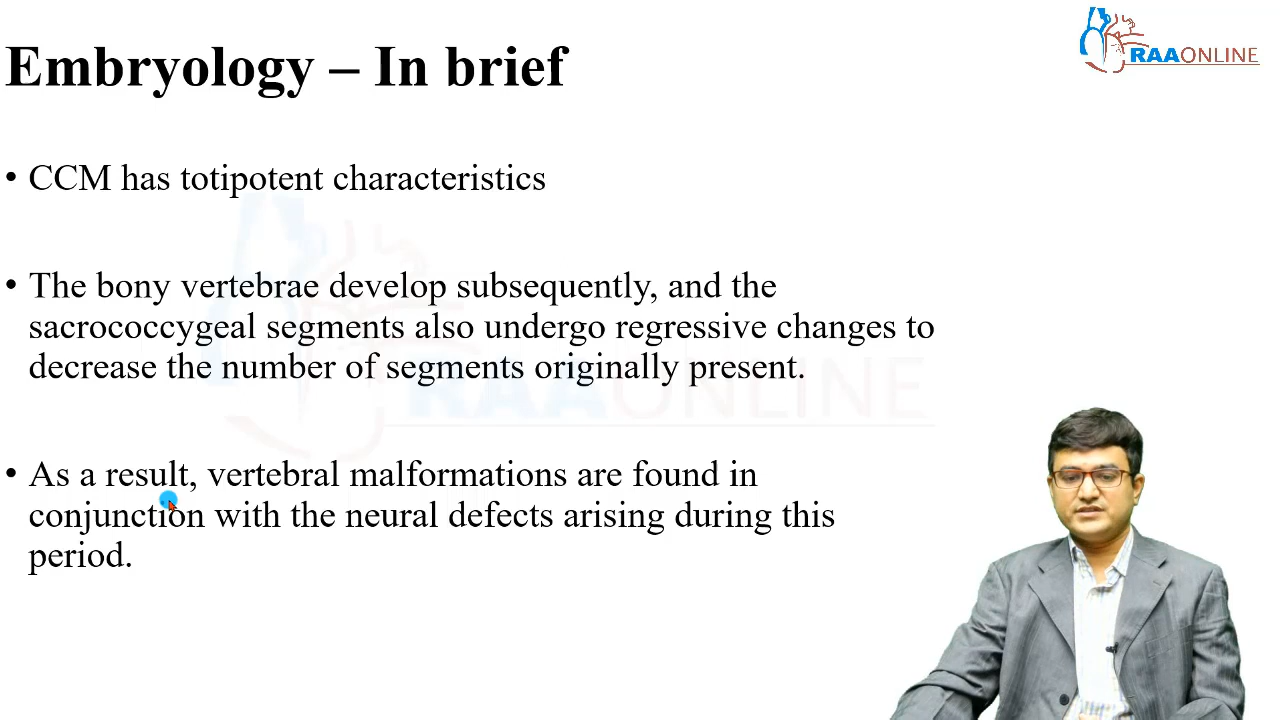 RAAONLINE
Embryology – In brief
• CCM has totipotent characteristics
• The bony vertebrae develop subsequently, and the
sacrococcygeal segments also undergo regressive changes to
decrease the number of segments originally present.
RAAONLINE
• As a result, vertebral malformations are found in
conjunction with the neural defects arising during this
period.